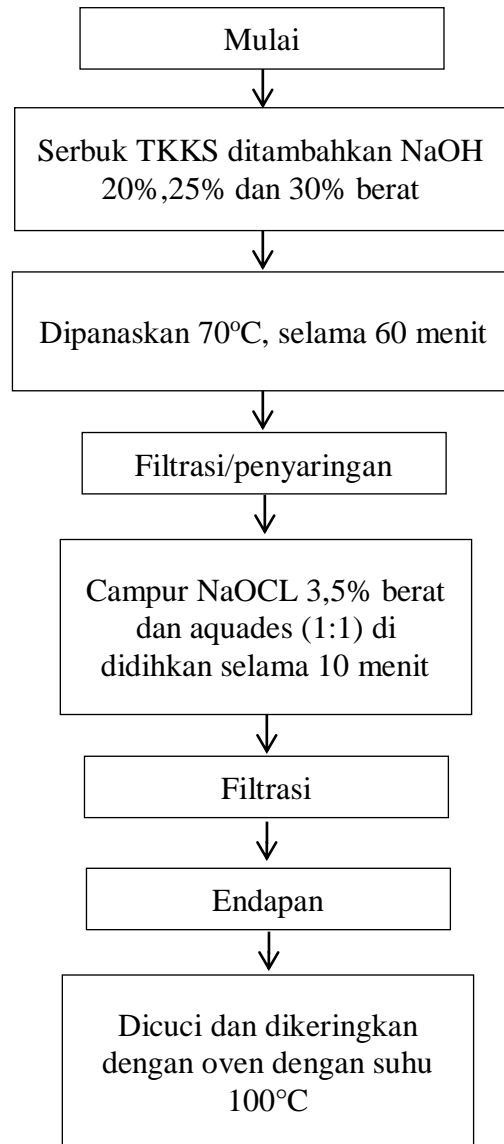 Mulai
Serbuk TKKS ditambahkan NaOH
20%,25% dan 30% berat
Dipanaskan 70°C, selama 60 menit
Filtrasi/penyaringan
Campur NaOCL 3,5% berat
dan aquades (1:1) di
didihkan selama 10 menit
Filtrasi
Endapan
Dicuci dan dikeringkan
dengan oven dengan suhu
100°C